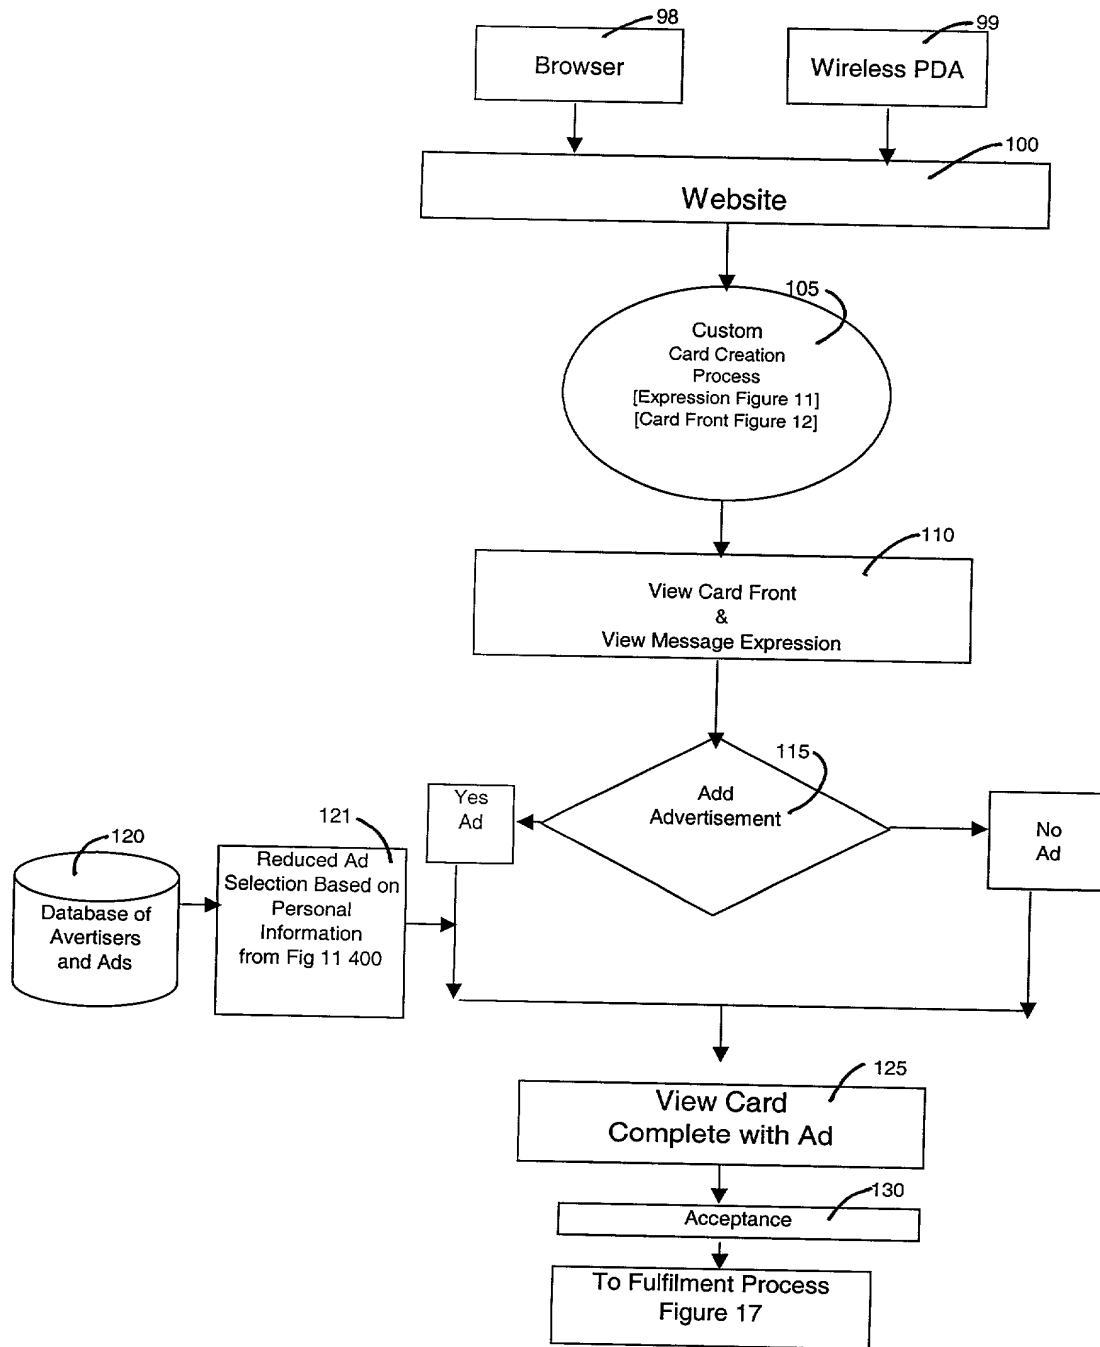 98
99
Browser
Wireless PDA
100
Website
105
Custom
Card Creation
Process
[Expression Figure 11]
[Card Front Figure 12]
110
View Card Front
&
View Message Expression
115
Add
Advertisement
Yes
Ad
No
Ad
120
Database of
Avertisers
and Ads
121
Reduced Ad
Selection Based on
Personal
Information
from Fig 11 400
125
View Card
Complete with Ad
130
Acceptance
To Fulfilment Process
Figure 17